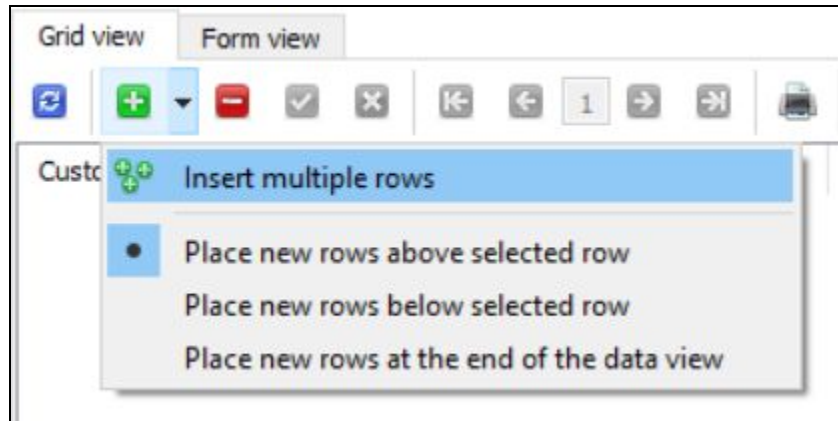 Grid view Form view
1
Custo
Insert multiple rows
Place new rows above selected row
Place new rows below selected row
Place new rows at the end of the data view